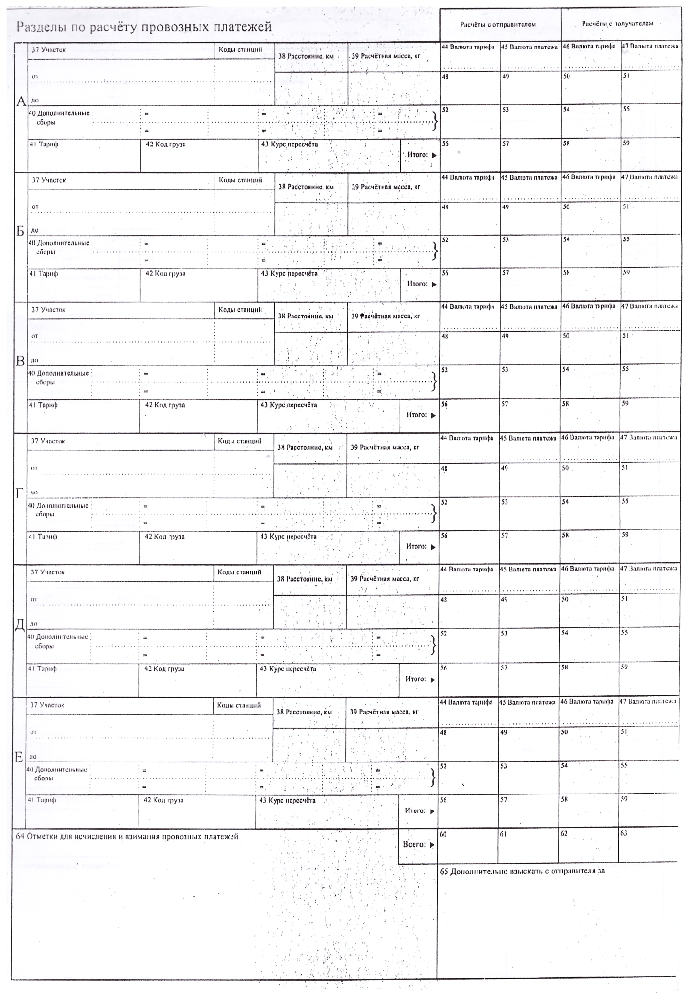 Разделы по расчёту провозных платежей
Расчёты с отправителем
Расчёты с получателем
37 Участок
Коды станций
38 Расстояние, км
39 Расчётная масса, кг
44 Валюта тарифа
45 Валюта платежа
46 Валюта тарифа
47 Валюта платежа
от
48
49
50
51
А
до
40 Дополнительные
сборы
=
=
=
}
52
53
54
55
=
=
=
41 Тариф
42 Код груза
43 Курс пересчёта
Итого: ▶
56
57
58
59
37 Участок
Коды станций
38 Расстояние, км
39 Расчётная масса, кг
44 Валюта тарифа
45 Валюта платежа
46 Валюта тарифа
47 Валюта платежа
от
48
49
50
51
Б
до
40 Дополнительные
сборы
=
=
=
}
52
53
54
55
=
=
=
41 Тариф
42 Код груза
43 Курс пересчёта
Итого: ▶
56
57
58
59
37 Участок
Коды станций
38 Расстояние, км
39 Расчётная масса, кг
44 Валюта тарифа
45 Валюта платежа
46 Валюта тарифа
47 Валюта платежа
от
48
49
50
51
В
до
40 Дополнительные
сборы
=
=
=
}
52
53
54
55
=
=
=
41 Тариф
42 Код груза
43 Курс пересчёта
Итого: ▶
56
57
58
59
37 Участок
Коды станций
38 Расстояние, км
39 Расчётная масса, кг
44 Валюта тарифа
45 Валюта платежа
46 Валюта тарифа
47 Валюта платежа
от
48
49
50
51
Г
до
40 Дополнительные
сборы
=
=
=
}
52
53
54
55
=
=
=
41 Тариф
42 Код груза
43 Курс пересчёта
Итого: ▶
56
57
58
59
37 Участок
Коды станций
38 Расстояние, км
39 Расчётная масса, кг
44 Валюта тарифа
45 Валюта платежа
46 Валюта тарифа
47 Валюта платежа
от
48
49
50
51
Д
до
40 Дополнительные
сборы
=
=
=
}
52
53
54
55
=
=
=
41 Тариф
42 Код груза
43 Курс пересчёта
Итого: ▶
56
57
58
59
37 Участок
Коды станций
38 Расстояние, км
39 Расчётная масса, кг
44 Валюта тарифа
45 Валюта платежа
46 Валюта тарифа
47 Валюта платежа
от
48
49
50
51
Е
до
40 Дополнительные
сборы
=
=
=
}
52
53
54
55
=
=
=
41 Тариф
42 Код груза
43 Курс пересчёта
Итого: ▶
56
57
58
59
64 Отметки для исчисления и взимания провозных платежей
Всего: ▶
60
61
62
63
65 Дополнительно взыскать с отправителя за